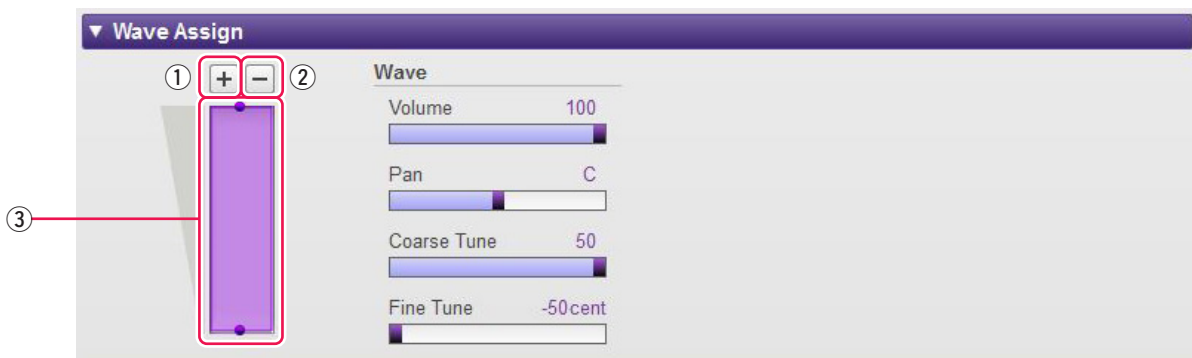 ▼ Wave Assign
① + − ②
Wave
Volume 100
Pan C
③
Coarse Tune 50
Fine Tune -50cent